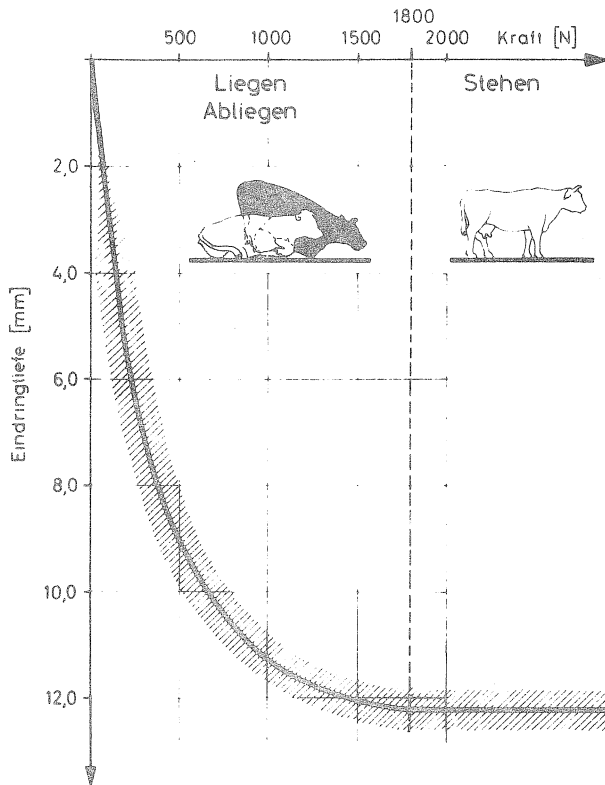 1800
500 1000 1500 2000 Kraft [N]
Liegen Stehen
Abliegen
2,0
4,0
6,0
8,0
10,0
12,0
Eindringtiefe [mm]